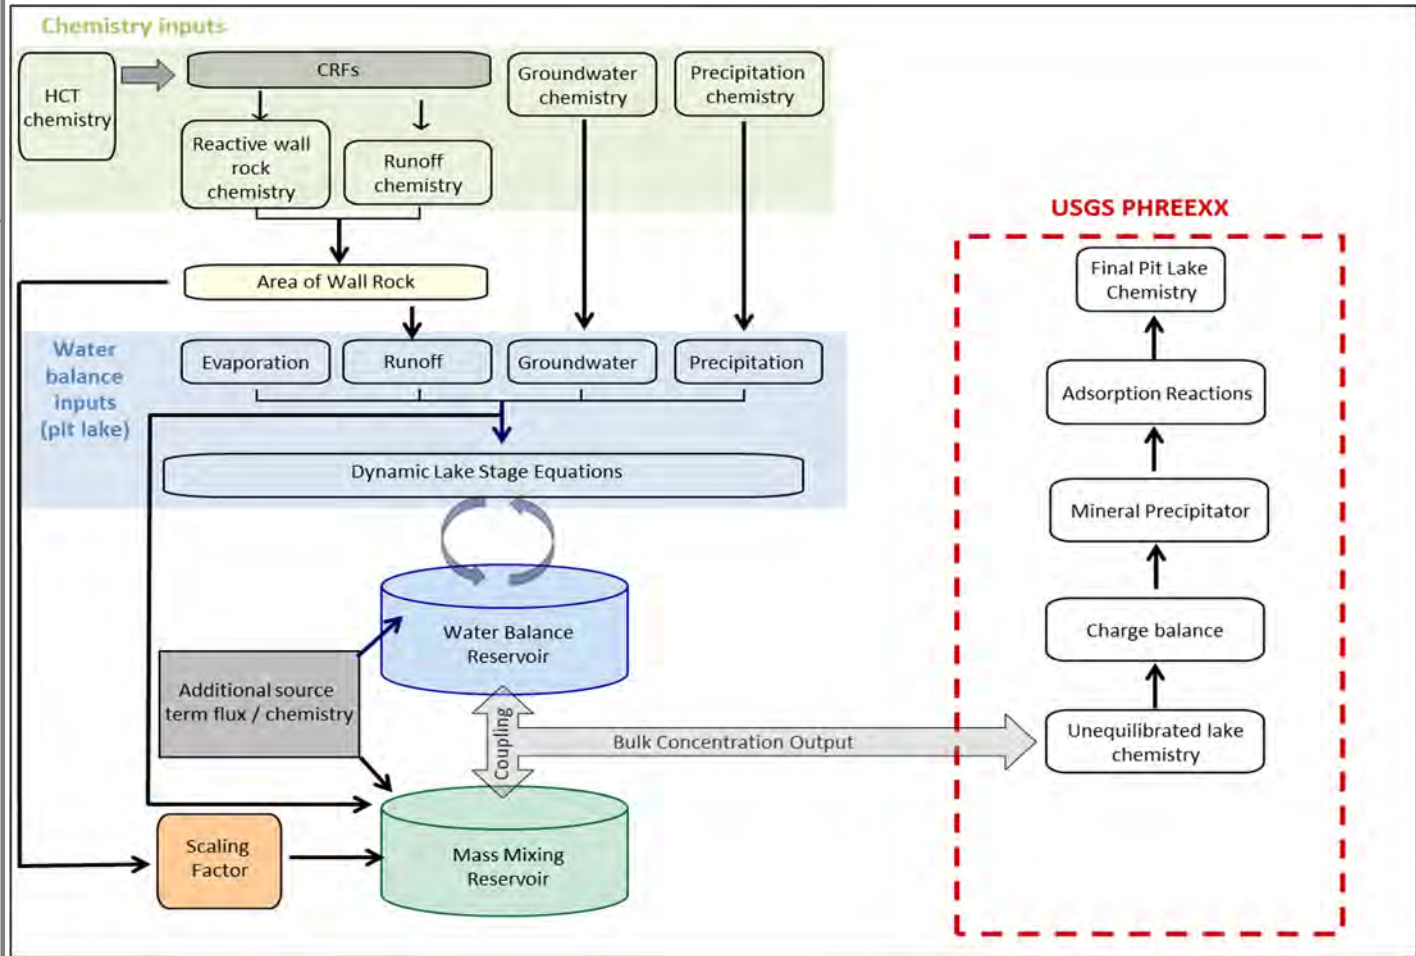 Chemistry inputs
HCT
chemistry
CRFs
Groundwater
chemistry
Precipitation
chemistry
Reactive wall
rock
chemistry
Runoff
chemistry
Area of Wall Rock
Water
balance
inputs
(pit lake)
Evaporation
Runoff
Groundwater
Precipitation
Dynamic Lake Stage Equations
Water Balance
Reservoir
Additional source
term flux / chemistry
Coupling
Bulk Concentration Output
Scaling
Factor
Mass Mixing
Reservoir
USGS PHREEXX
Final Pit Lake
Chemistry
Adsorption Reactions
Mineral Precipitator
Charge balance
Unequilibrated lake
chemistry